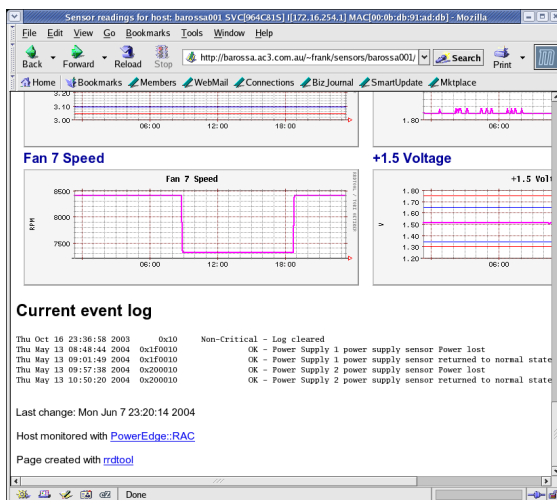 Sensor readings for host: barossa001 SVC[964C81S] I[172.16.254.1] MAC[00:0b:db:91:ad:db] - Mozilla
File Edit View Go Bookmarks Tools Window Help
Back Forward Reload Stop http://barossa.ac3.com.au/~frank/sensors/barossa001/ Search Print
Home Bookmarks Members WebMail Connections BizJournal SmartUpdate Mktplace
3.20
3.10
3.00
06:00 12:00 18:00
1.80
06:00
Fan 7 Speed
Fan 7 Speed
RPM
8500
8000
7500
06:00 12:00 18:00
+1.5 Voltage
+1.5 Volt
V
1.80
1.70
1.60
1.50
1.40
1.30
1.20
06:00
Current event log
Thu Oct 16 23:36:58 2003 0x10 Non-Critical - Log cleared
Thu May 13 08:48:44 2004 0x1f0010 OK - Power Supply 1 power supply sensor Power lost
Thu May 13 09:01:49 2004 0x1f0010 OK - Power Supply 1 power supply sensor returned to normal state
Thu May 13 09:57:38 2004 0x200010 OK - Power Supply 2 power supply sensor Power lost
Thu May 13 10:50:20 2004 0x200010 OK - Power Supply 2 power supply sensor returned to normal state
Last change: Mon Jun 7 23:20:14 2004
Host monitored with PowerEdge::RAC
Page created with rrdtool
Done